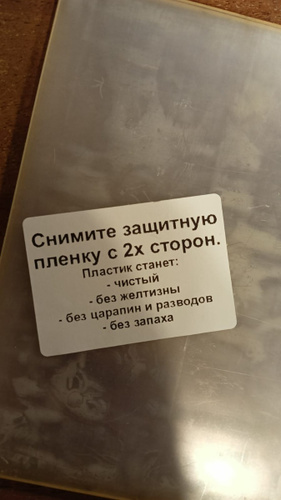 Снимите защитную
пленку с 2х сторон.
Пластик станет:
- чистый
- без желтизны
- без царапин и разводов
- без запаха